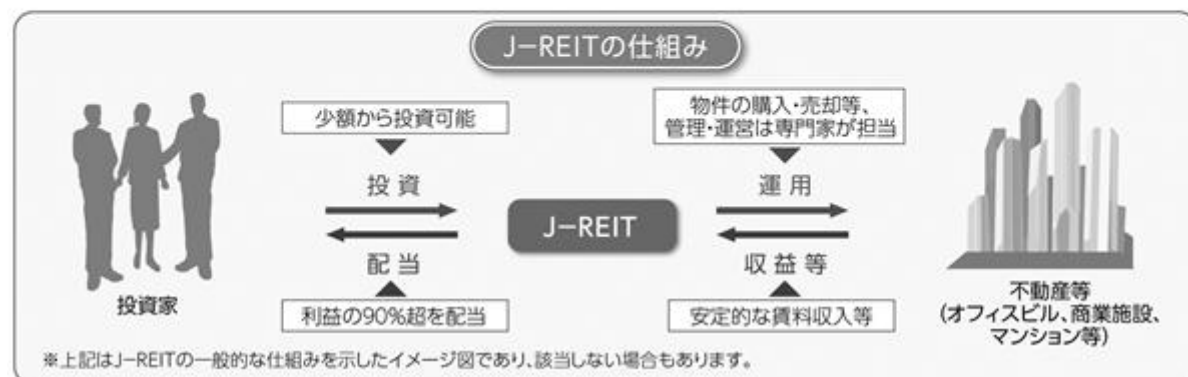 J−REITの仕組み
少額から投資可能
投資
配当
利益の90%超を配当
投資家
J−REIT
物件の購入・売却等、
管理・運営は専門家が担当
運用
収益等
安定的な賃料収入等
不動産等
(オフィスビル、商業施設、
マンション等)
※上記はJ−REITの一般的な仕組みを示したイメージ図であり、該当しない場合もあります。